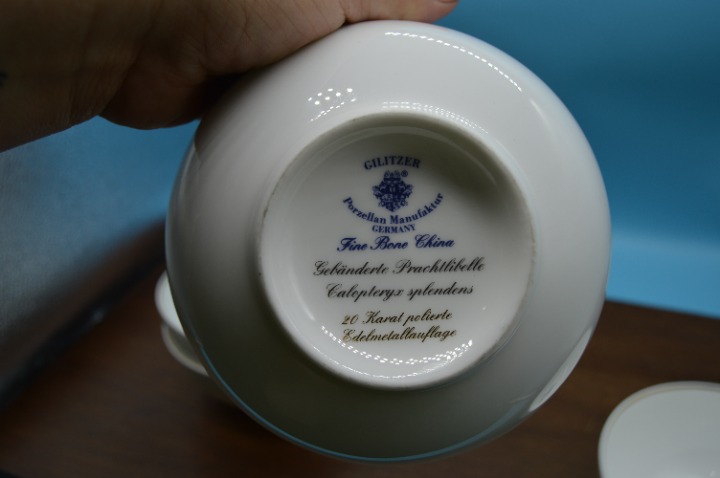 GILITZER
®
Porzellan Manufaktur
GERMANY
Fine Bone China
Gebänderte Prachtlibelle
Calopteryx splendens
20 Karat polierte
Edelmetallauflage